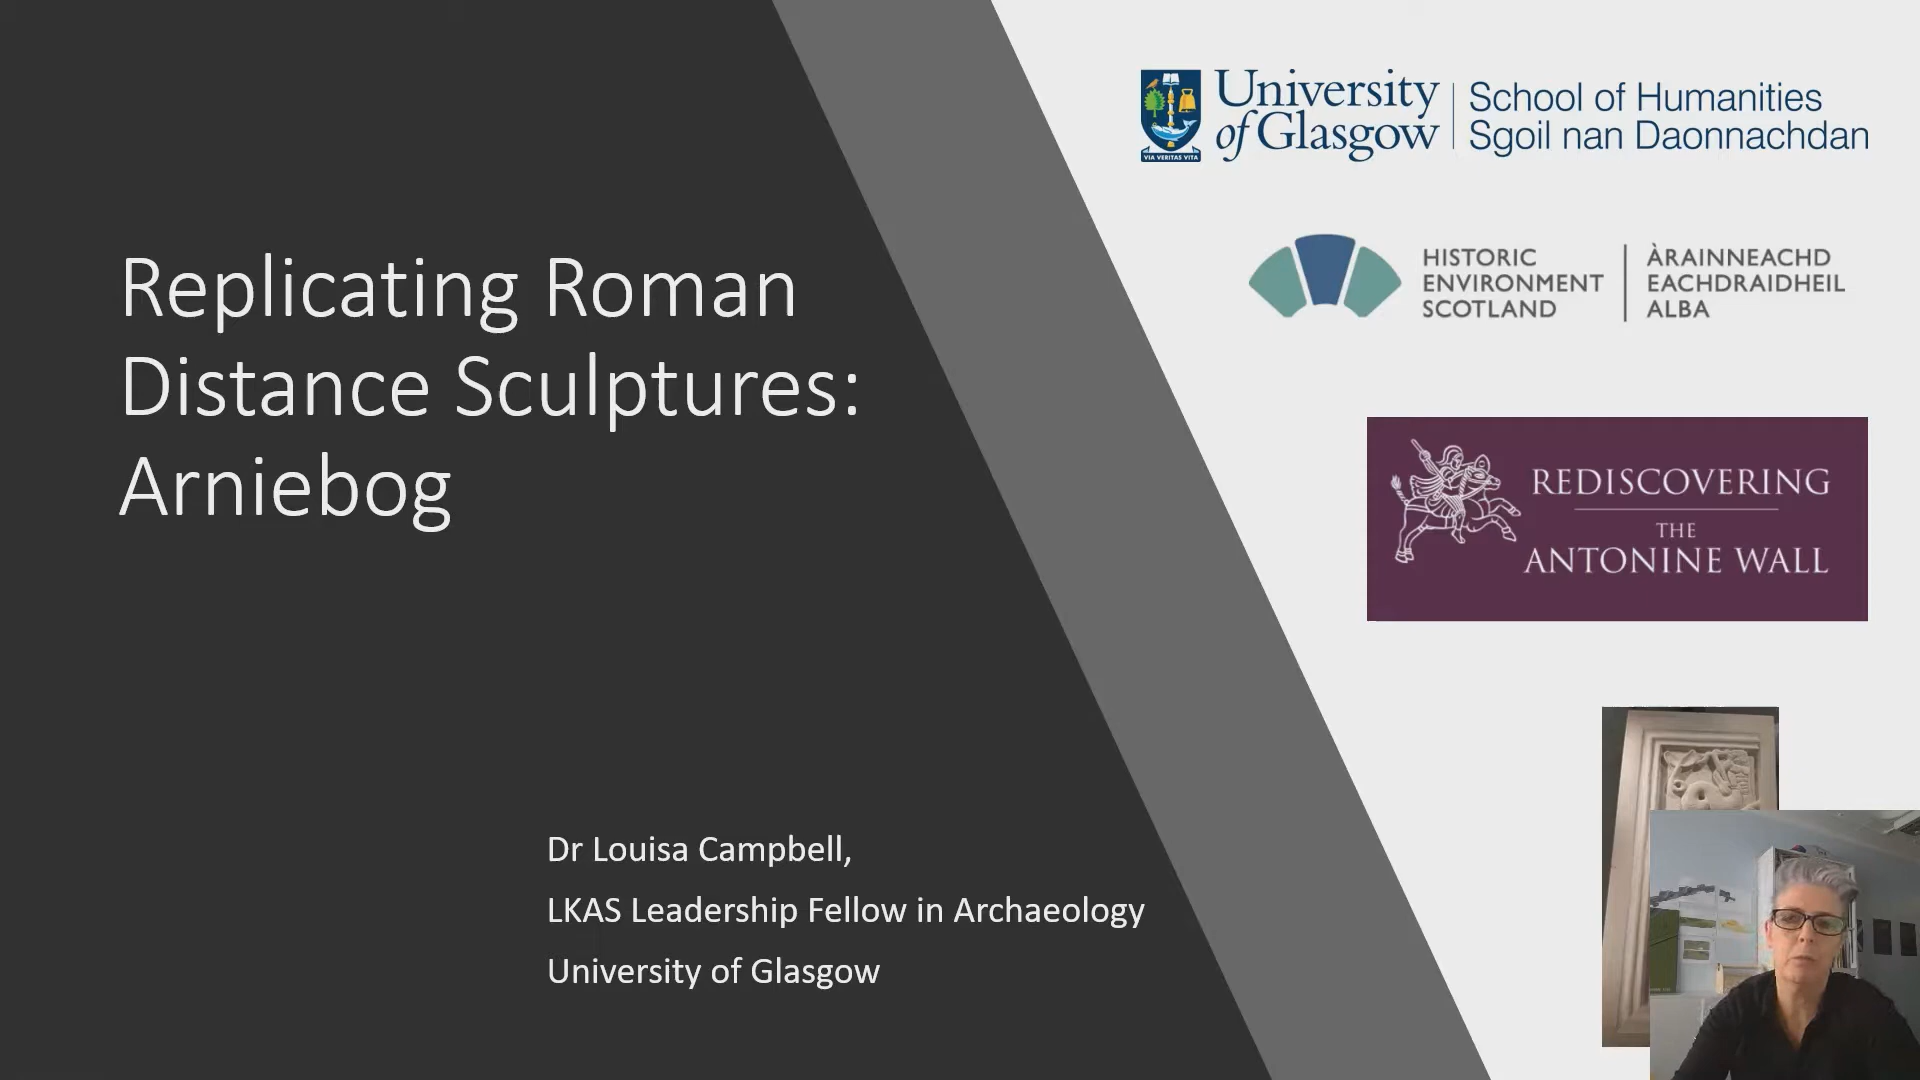 Replicating Roman
Distance Sculptures:
Arniebog
Dr Louisa Campbell,
LKAS Leadership Fellow in Archaeology
University of Glasgow
University
of Glasgow
School of Humanities
Sgoil nan Daonnachdan
VIA VERITAS VITA
HISTORIC
ENVIRONMENT
SCOTLAND
ÀRAINNEACHD
EACHDRAIDHEIL
ALBA
REDISCOVERING
THE
ANTONINE WALL